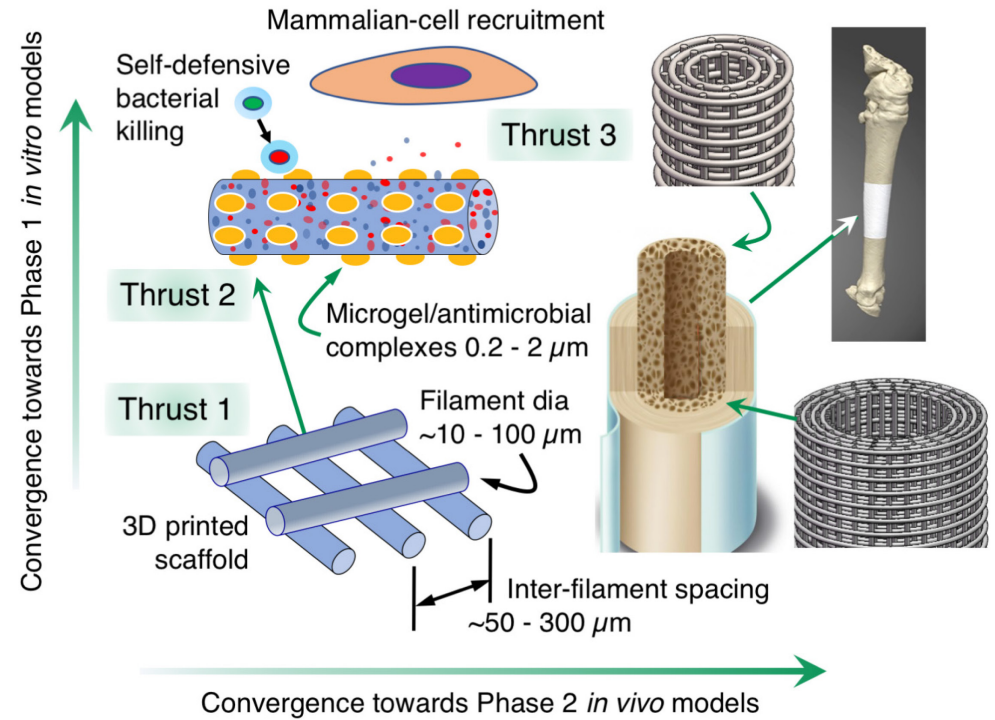 Mammalian-cell recruitment
Self-defensive
bacterial
killing
Thrust 3
Thrust 2
Microgel/antimicrobial
complexes 0.2 - 2 µm
Thrust 1
Filament dia
~10 - 100 µm
3D printed
scaffold
Inter-filament spacing
~50 - 300 µm
Convergence towards Phase 1 in vitro models
Convergence towards Phase 2 in vivo models